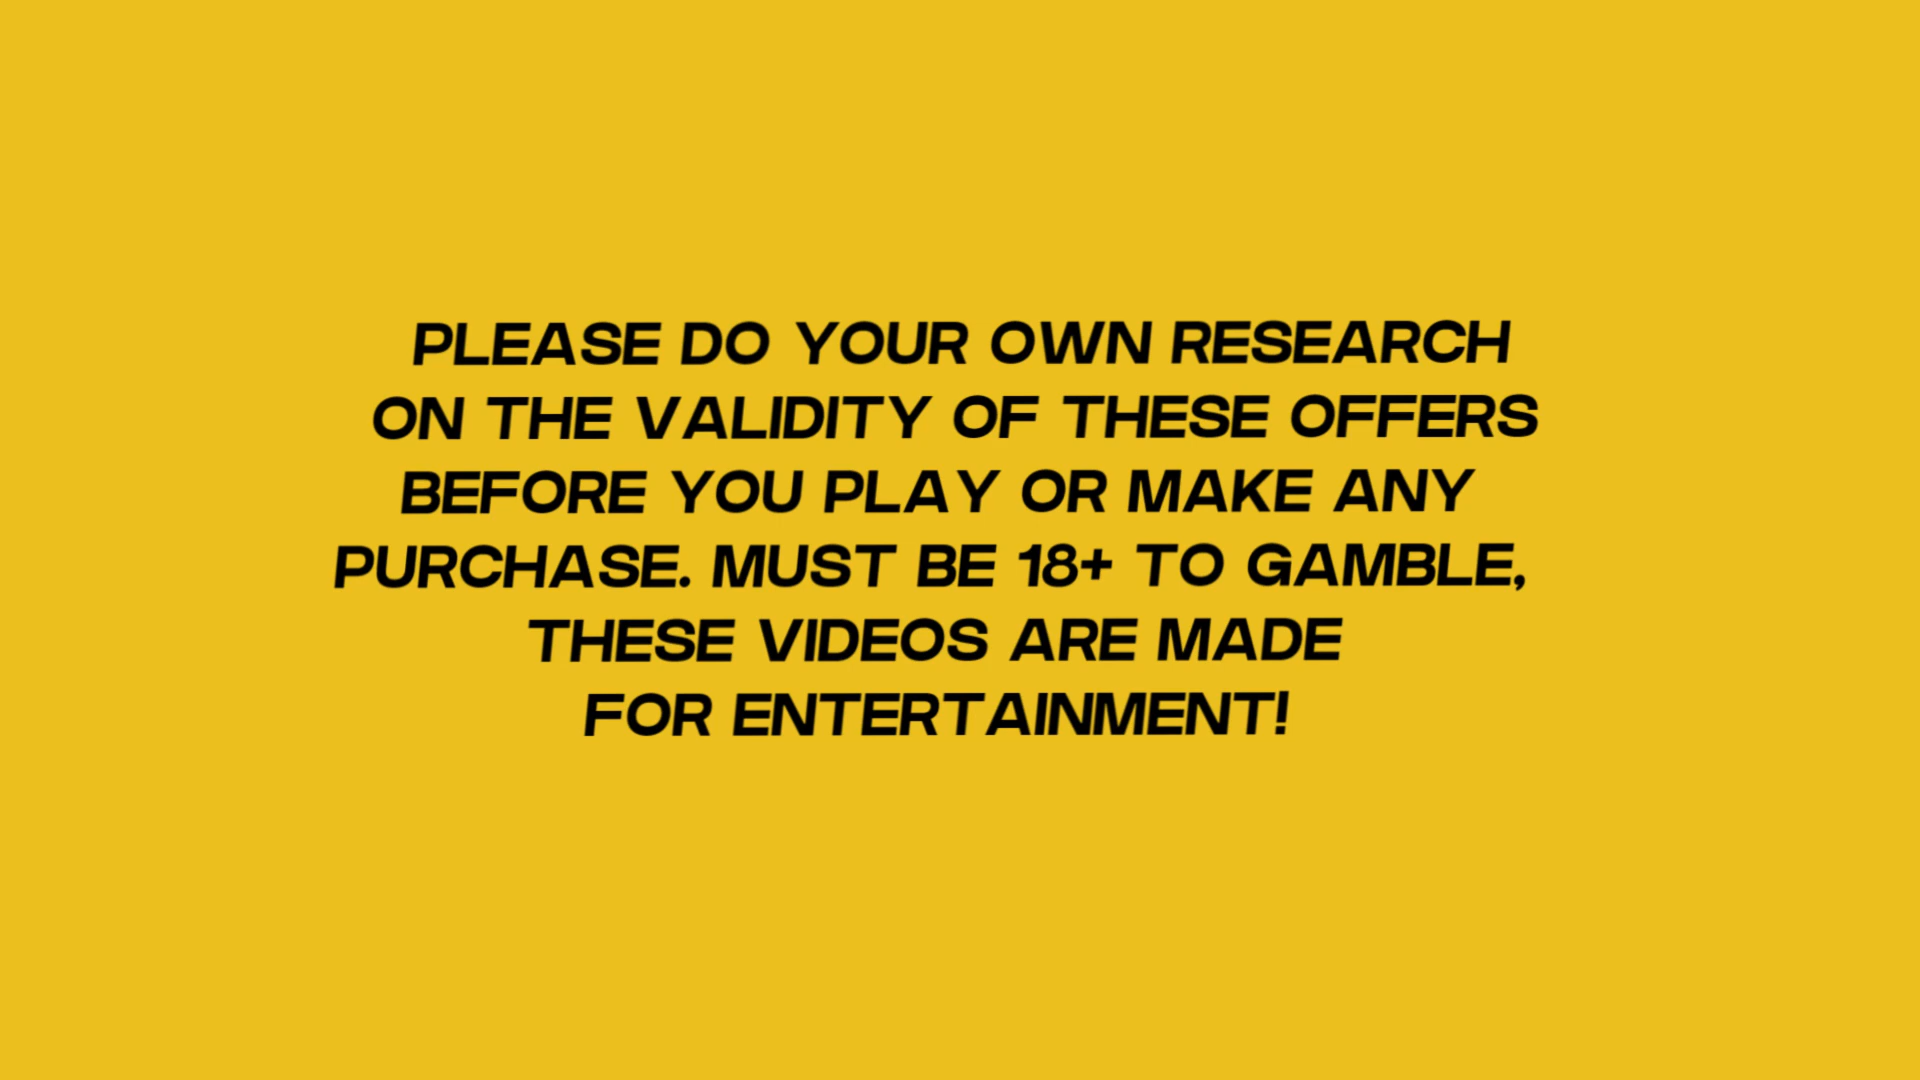 PLEASE DO YOUR OWN RESEARCH
ON THE VALIDITY OF THESE OFFERS
BEFORE YOU PLAY OR MAKE ANY
PURCHASE. MUST BE 18+ TO GAMBLE,
THESE VIDEOS ARE MADE
FOR ENTERTAINMENT!